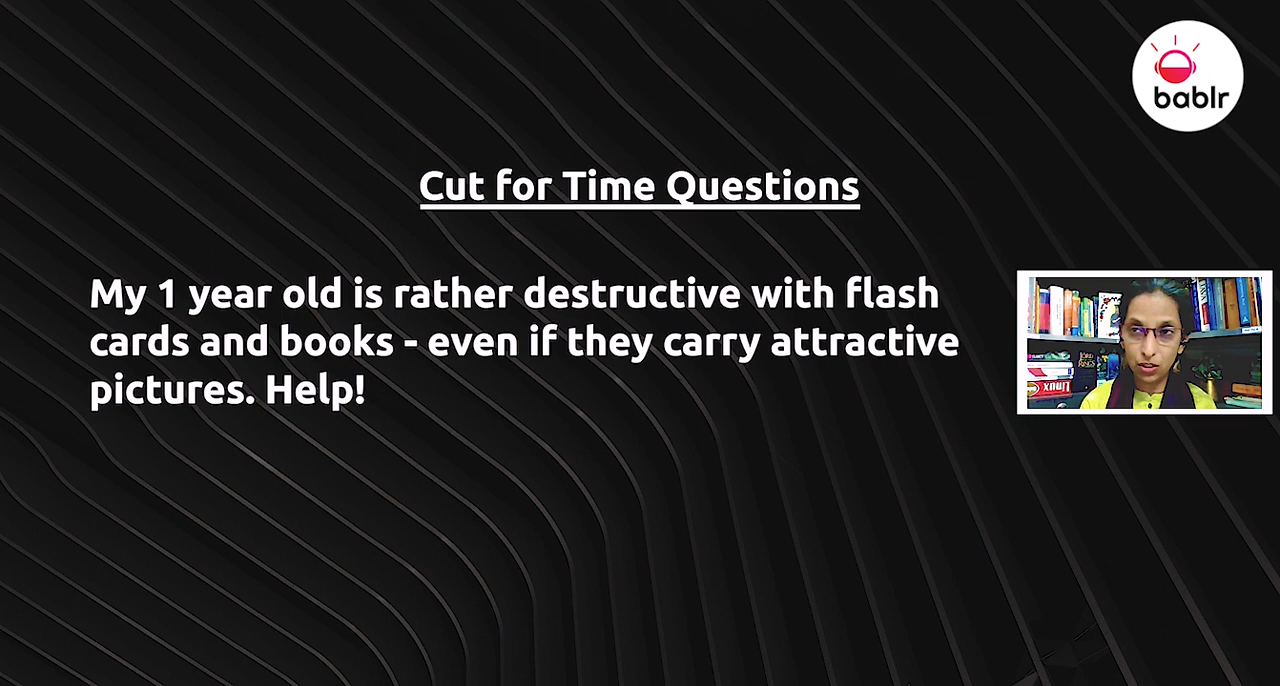 bablr
Cut for Time Questions
My 1 year old is rather destructive with flash
cards and books - even if they carry attractive
pictures. Help!
Linux